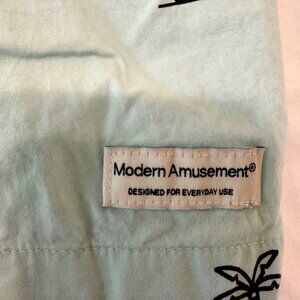 Modern Amusement®
DESIGNED FOR EVERYDAY USE